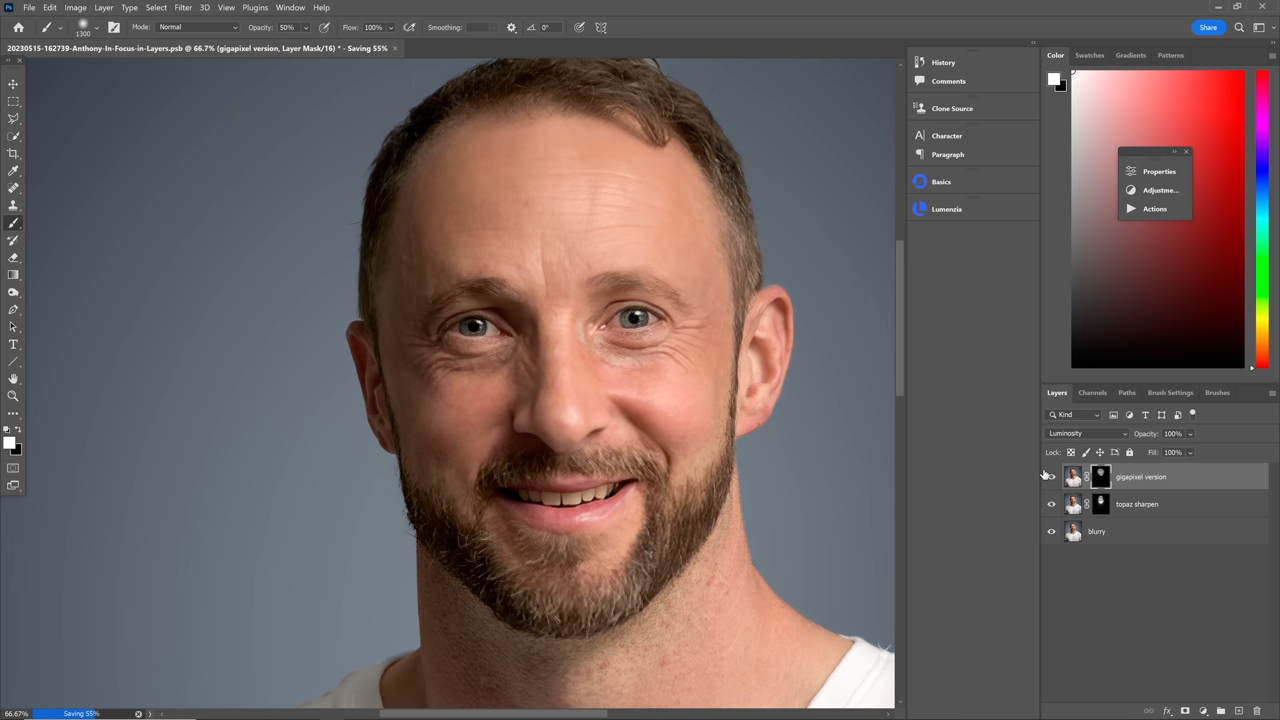 Ps File Edit Image Layer Type Select Filter 3D View Plugins Window Help
1300 Mode: Normal Opacity: 50% Flow: 100% Smoothing: 0° Share
20230515-162739-Anthony-In-Focus-in-Layers.psb @ 66.7% (gigapixel version, Layer Mask/16) * - Saving 55% ×
History
Comments
Clone Source
Character
Paragraph
Basics
Lumenzia
Color Swatches Gradients Patterns
Properties
Adjustme...
Actions
Layers Channels Paths Brush Settings Brushes
Kind
Luminosity Opacity: 100%
Lock: Fill: 100%
gigapixel version
topaz sharpen
blurry
66.67% Saving 55%